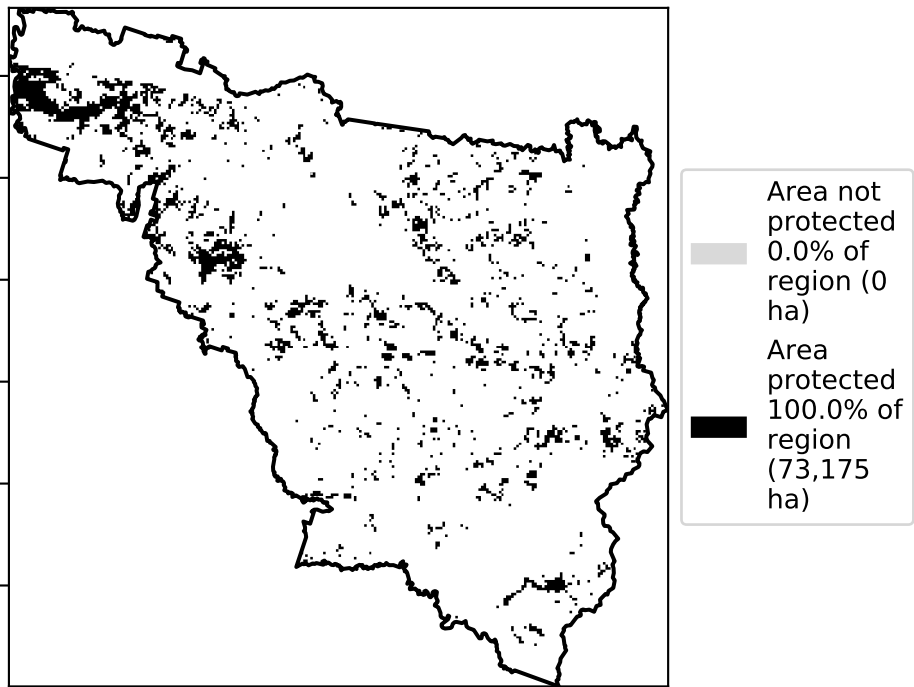 Area not
protected
0.0% of
region (0
ha)
Area
protected
100.0% of
region
(73,175
ha)